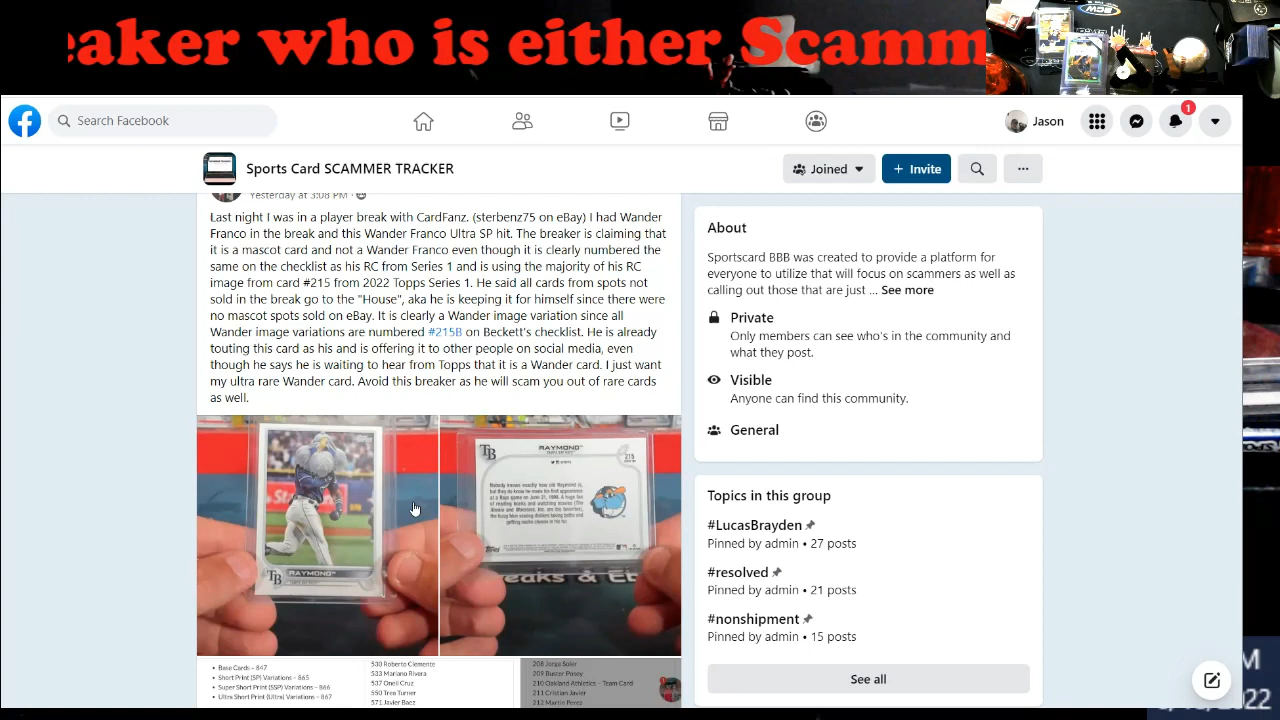 eaker who is either Scamm
Search Facebook
Jason
1
Sports Card SCAMMER TRACKER
Joined
+ Invite
Yesterday at 3:08 PM
Last night I was in a player break with CardFanz. (sterbenz75 on eBay) I had Wander
Franco in the break and this Wander Franco Ultra SP hit. The breaker is claiming that
it is a mascot card and not a Wander Franco even though it is clearly numbered the
same on the checklist as his RC from Series 1 and is using the majority of his RC
image from card #215 from 2022 Topps Series 1. He said all cards from spots not
sold in the break go to the "House", aka he is keeping it for himself since there were
no mascot spots sold on eBay. It is clearly a Wander image variation since all
Wander image variations are numbered #215B on Beckett's checklist. He is already
touting this card as his and is offering it to other people on social media, even
though he says he is waiting to hear from Topps that it is a Wander card. I just want
my ultra rare Wander card. Avoid this breaker as he will scam you out of rare cards
as well.
TB RAYMOND
TB
RAYMOND
215
Topps
• Base Cards – 847
• Short Print (SP) Variations – 865
• Super Short Print (SSP) Variations – 866
• Ultra Short Print (Ultra) Variations – 867
530 Roberto Clemente
533 Mariano Rivera
537 Oneil Cruz
550 Trea Turner
571 Javier Baez
208 Jorge Soler
209 Buster Posey
210 Oakland Athletics – Team Card
211 Cristian Javier
212 Martin Perez
About
Sportscard BBB was created to provide a platform for
everyone to utilize that will focus on scammers as well as
calling out those that are just ... See more
Private
Only members can see who's in the community and
what they post.
Visible
Anyone can find this community.
General
Topics in this group
#LucasBrayden
Pinned by admin • 27 posts
#resolved
Pinned by admin • 21 posts
#nonshipment
Pinned by admin • 15 posts
See all